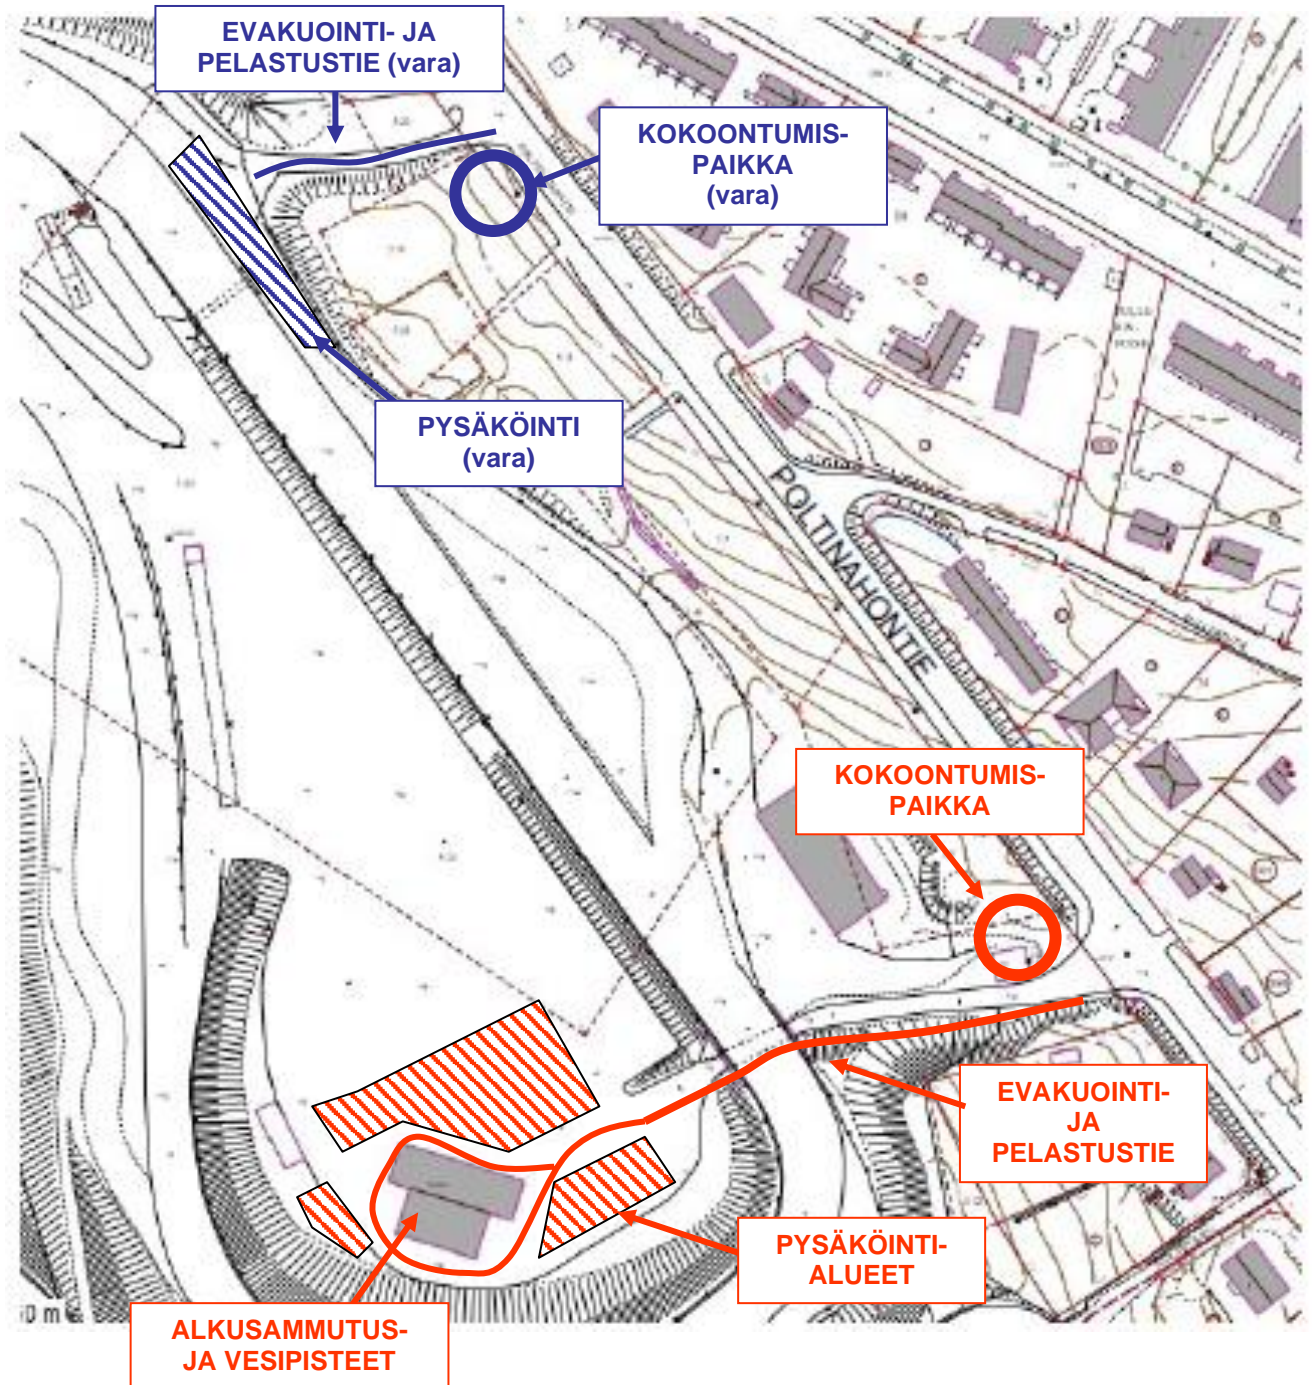 EVAKUOINTI- JA
PELASTUSTIE (vara)
KOKOONTUMIS-
PAIKKA
(vara)
PYSÄKÖINTI
(vara)
POLTINAHONTIE
KOKOONTUMIS-
PAIKKA
EVAKUOINTI-
JA
PELASTUSTIE
PYSÄKÖINTI-
ALUEET
ALKUSAMMUTUS-
JA VESIPISTEET